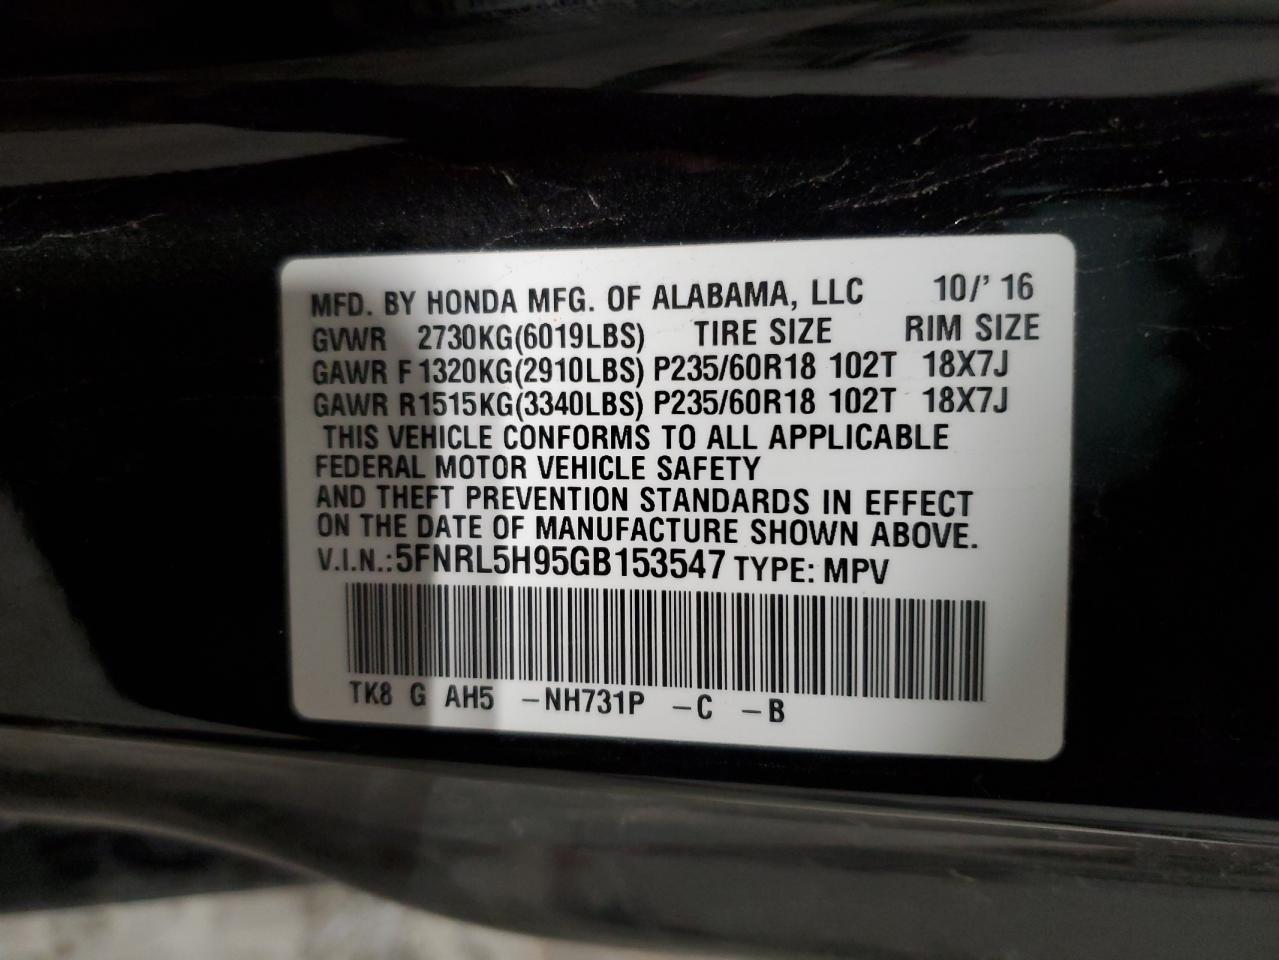 MFD. BY HONDA MFG. OF ALABAMA, LLC 10/' 16
GVWR 2730KG(6019LBS) TIRE SIZE RIM SIZE
GAWR F 1320KG(2910LBS) P235/60R18 102T 18X7J
GAWR R1515KG(3340LBS) P235/60R18 102T 18X7J
THIS VEHICLE CONFORMS TO ALL APPLICABLE
FEDERAL MOTOR VEHICLE SAFETY
AND THEFT PREVENTION STANDARDS IN EFFECT
ON THE DATE OF MANUFACTURE SHOWN ABOVE.
V.I.N.:5FNRL5H95GB153547 TYPE: MPV
TK8 G AH5 -NH731P -C -B